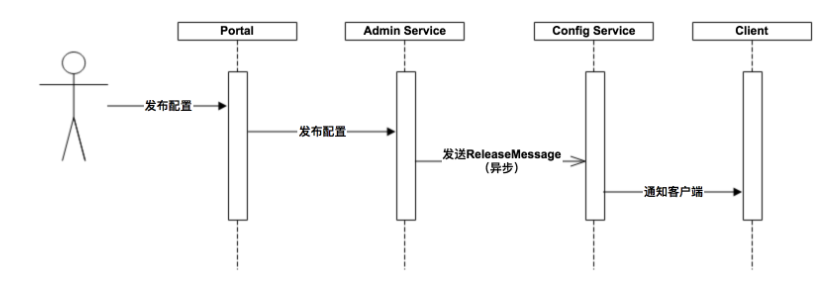 Portal
Admin Service
Config Service
Client
发布配置
发布配置
发送ReleaseMessage
（异步）
通知客户端